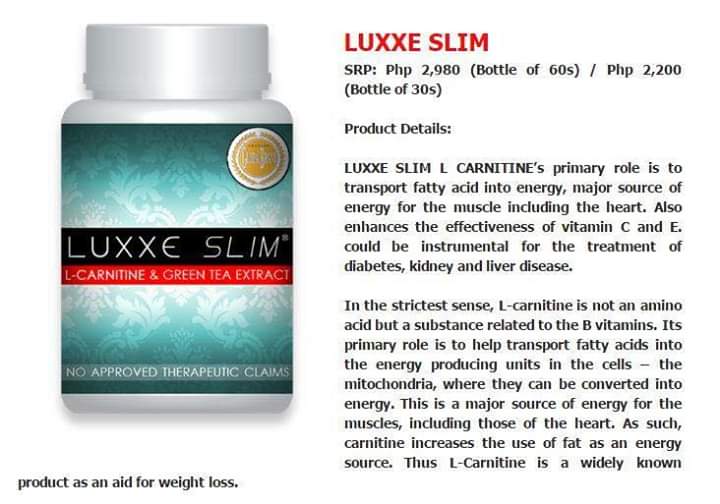 LUXXE SLIM®
L-CARNITINE & GREEN TEA EXTRACT
NO APPROVED THERAPEUTIC CLAIMS
LUXXE SLIM
SRP: Php 2,980 (Bottle of 60s) / Php 2,200
(Bottle of 30s)
Product Details:
LUXXE SLIM L CARNITINE’s primary role is to
transport fatty acid into energy, major source of
energy for the muscle including the heart. Also
enhances the effectiveness of vitamin C and E.
could be instrumental for the treatment of
diabetes, kidney and liver disease.
In the strictest sense, L-carnitine is not an amino
acid but a substance related to the B vitamins. Its
primary role is to help transport fatty acids into
the energy producing units in the cells – the
mitochondria, where they can be converted into
energy. This is a major source of energy for the
muscles, including those of the heart. As such,
carnitine increases the use of fat as an energy
source. Thus L-Carnitine is a widely known
product as an aid for weight loss.